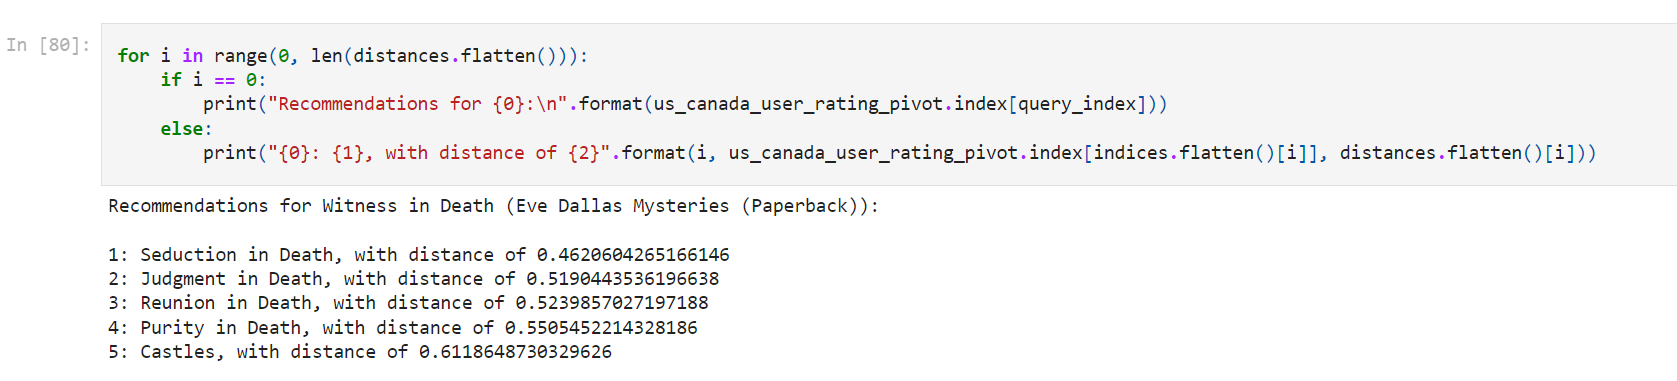 In [80]:
for i in range(0, len(distances.flatten())):
    if i == 0:
        print("Recommendations for {0}:\n".format(us_canada_user_rating_pivot.index[query_index]))
    else:
        print("{0}: {1}, with distance of {2}".format(i, us_canada_user_rating_pivot.index[indices.flatten()[i]], distances.flatten()[i]))
Recommendations for Witness in Death (Eve Dallas Mysteries (Paperback)):
1: Seduction in Death, with distance of 0.4620604265166146
2: Judgment in Death, with distance of 0.5190443536196638
3: Reunion in Death, with distance of 0.5239857027197188
4: Purity in Death, with distance of 0.5505452214328186
5: Castles, with distance of 0.6118648730329626